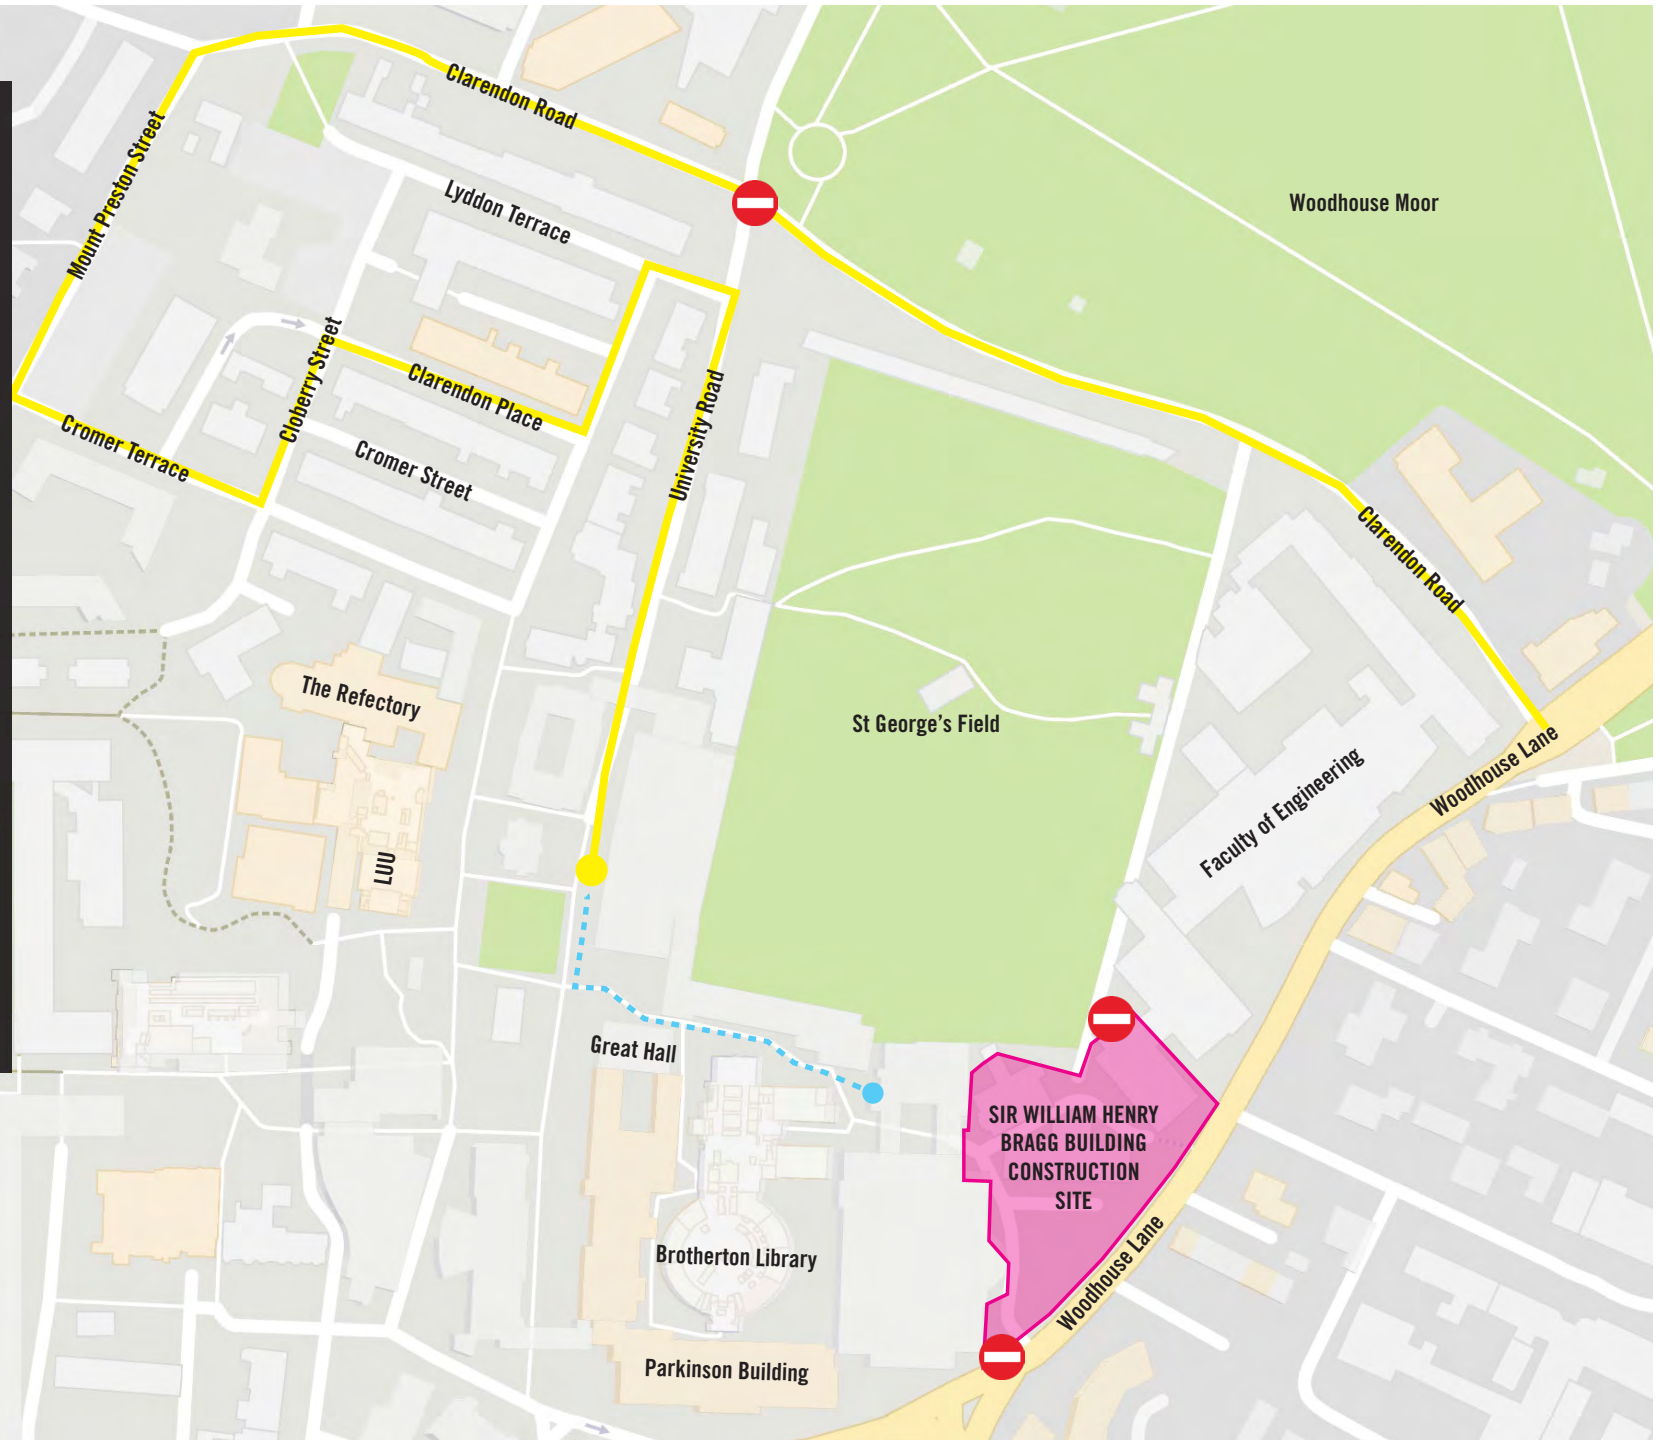 Clarendon Road
Mount Preston Street
Lyddon Terrace
Woodhouse Moor
Cloberry Street
Clarendon Place
University Road
Cromer Terrace
Cromer Street
Clarendon Road
The Refectory
St George's Field
Woodhouse Lane
Faculty of Engineering
LUU
Great Hall
SIR WILLIAM HENRY
BRAGG BUILDING
CONSTRUCTION
SITE
Brotherton Library
Woodhouse Lane
Parkinson Building